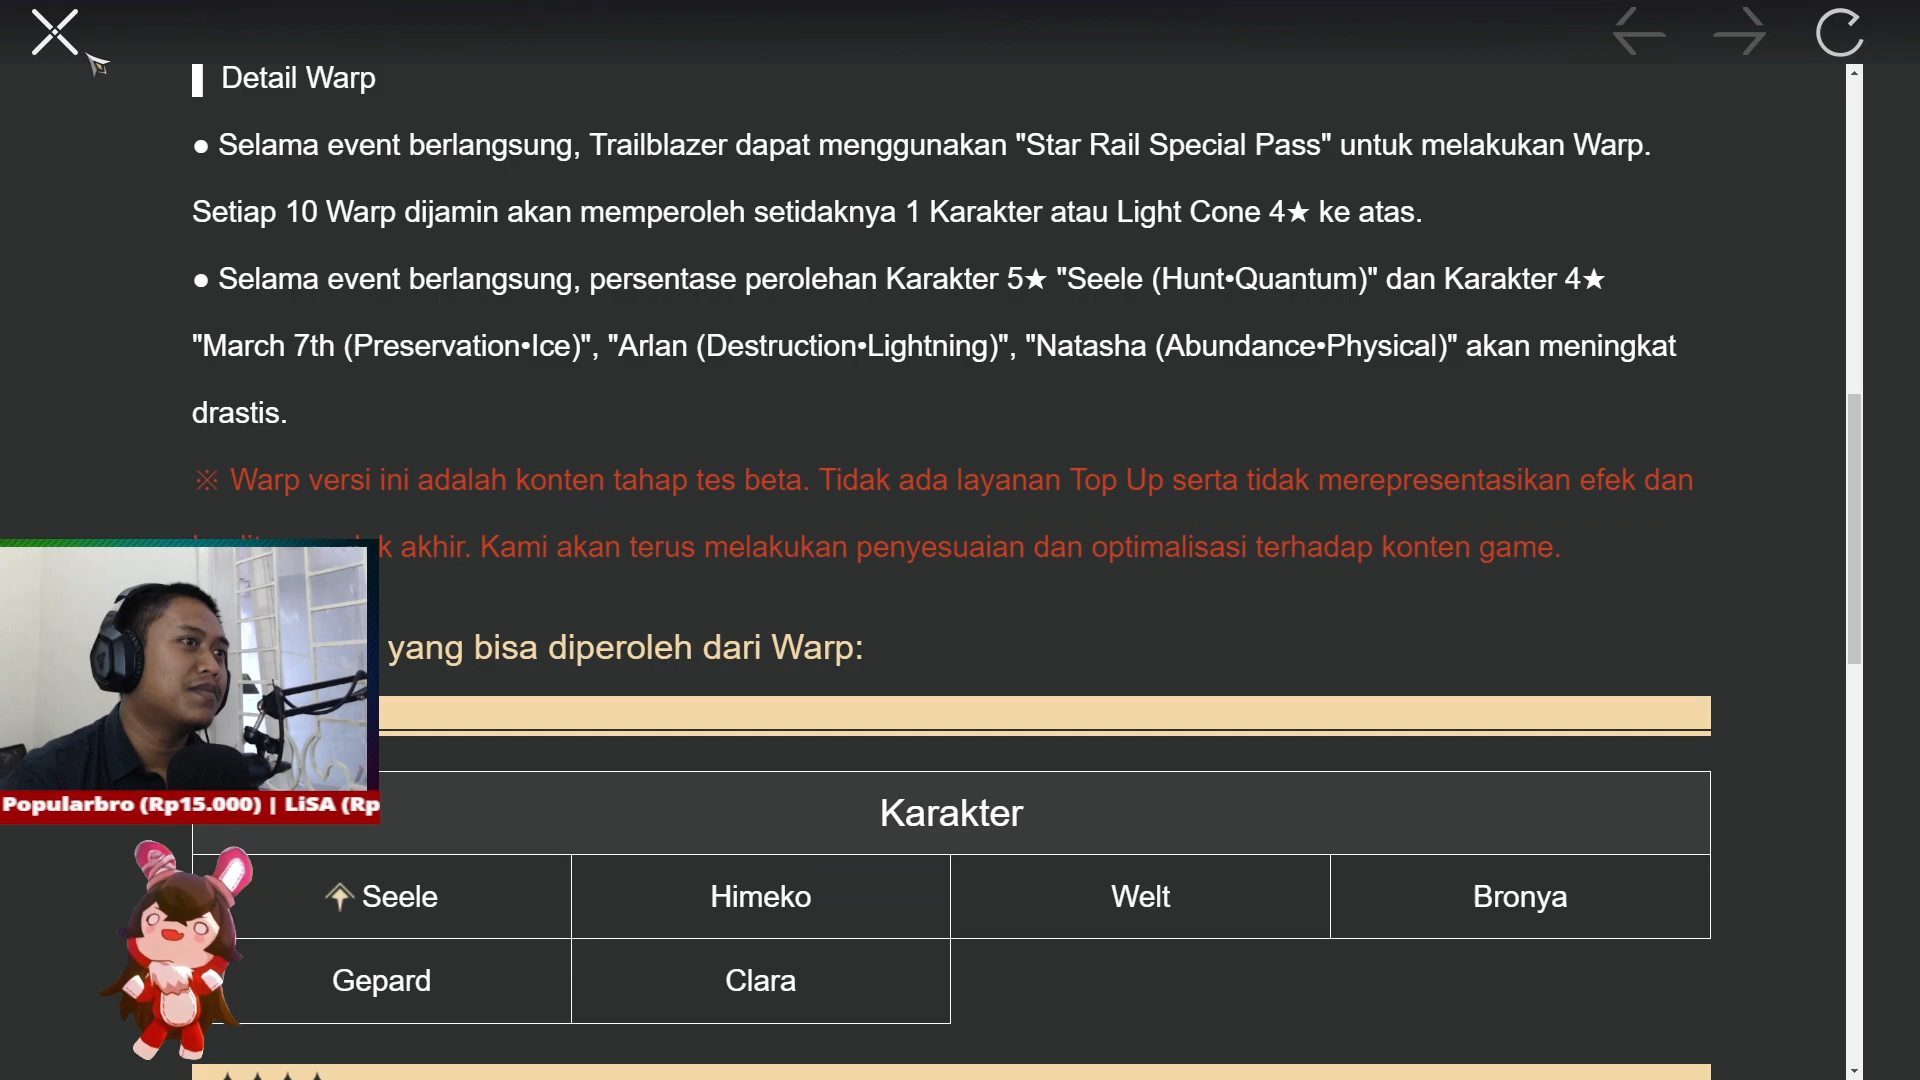 Detail Warp
● Selama event berlangsung, Trailblazer dapat menggunakan "Star Rail Special Pass" untuk melakukan Warp.
Setiap 10 Warp dijamin akan memperoleh setidaknya 1 Karakter atau Light Cone 4★ ke atas.
● Selama event berlangsung, persentase perolehan Karakter 5★ "Seele (Hunt•Quantum)" dan Karakter 4★
"March 7th (Preservation•Ice)", "Arlan (Destruction•Lightning)", "Natasha (Abundance•Physical)" akan meningkat
drastis.
※ Warp versi ini adalah konten tahap tes beta. Tidak ada layanan Top Up serta tidak merepresentasikan efek dan
akhir. Kami akan terus melakukan penyesuaian dan optimalisasi terhadap konten game.
yang bisa diperoleh dari Warp:
Popularbro (Rp15.000) | LiSA (Rp
Karakter
Seele Himeko Welt Bronya
Gepard Clara